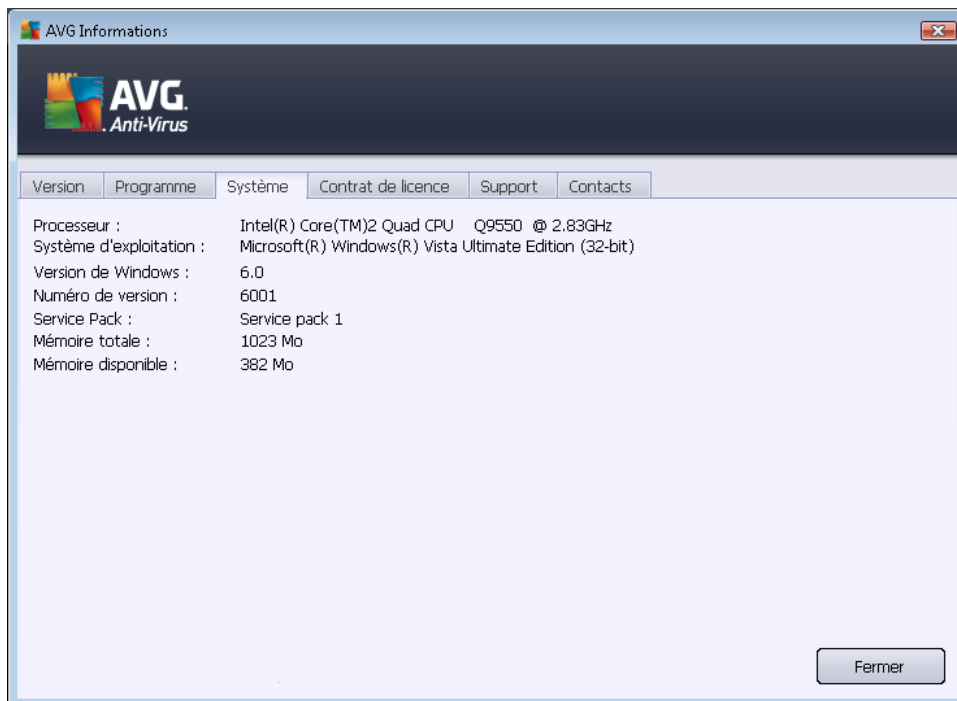 AVG Informations
AVG.
Anti-Virus
Version Programme Système Contrat de licence Support Contacts
Processeur : Intel(R) Core(TM)2 Quad CPU Q9550 @ 2.83GHz
Système d'exploitation : Microsoft(R) Windows(R) Vista Ultimate Edition (32-bit)
Version de Windows : 6.0
Numéro de version : 6001
Service Pack : Service pack 1
Mémoire totale : 1023 Mo
Mémoire disponible : 382 Mo
Fermer